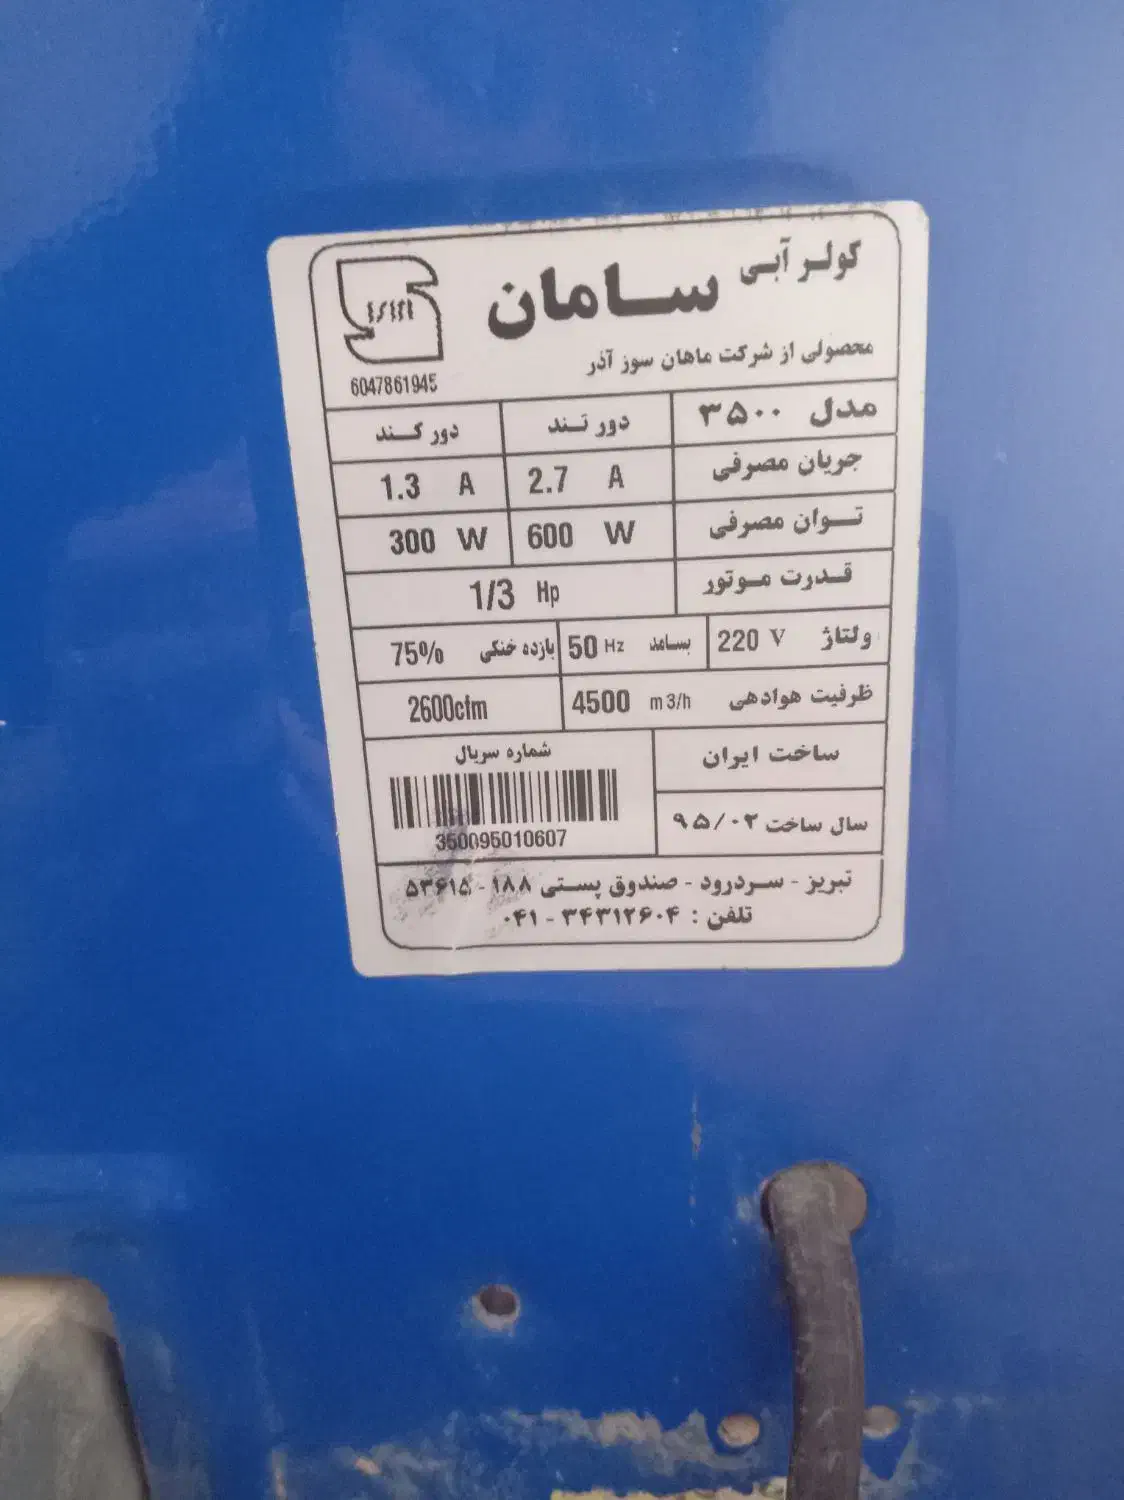 کولر آبی سامان
محصولی از شرکت ماهان سوز آذر
6047861945
مدل ۳۵۰۰ دور تند دور کند
جریان مصرفی 2.7 A 1.3 A
توان مصرفی 600 W 300 W
قدرت موتور 1/3 Hp
ولتاژ 220 V بسامد 50 Hz بازده خنکی 75%
ظرفیت هوادهی 4500 m3/h 2600cfm
ساخت ایران
سال ساخت ۹۵/۰۲
شماره سریال
350095010607
تبریز - سردرود - صندوق پستی ۱۸۸ - ۵۳۶۱۵
تلفن : ۳۴۳۱۲۶۰۴ - ۰۴۱